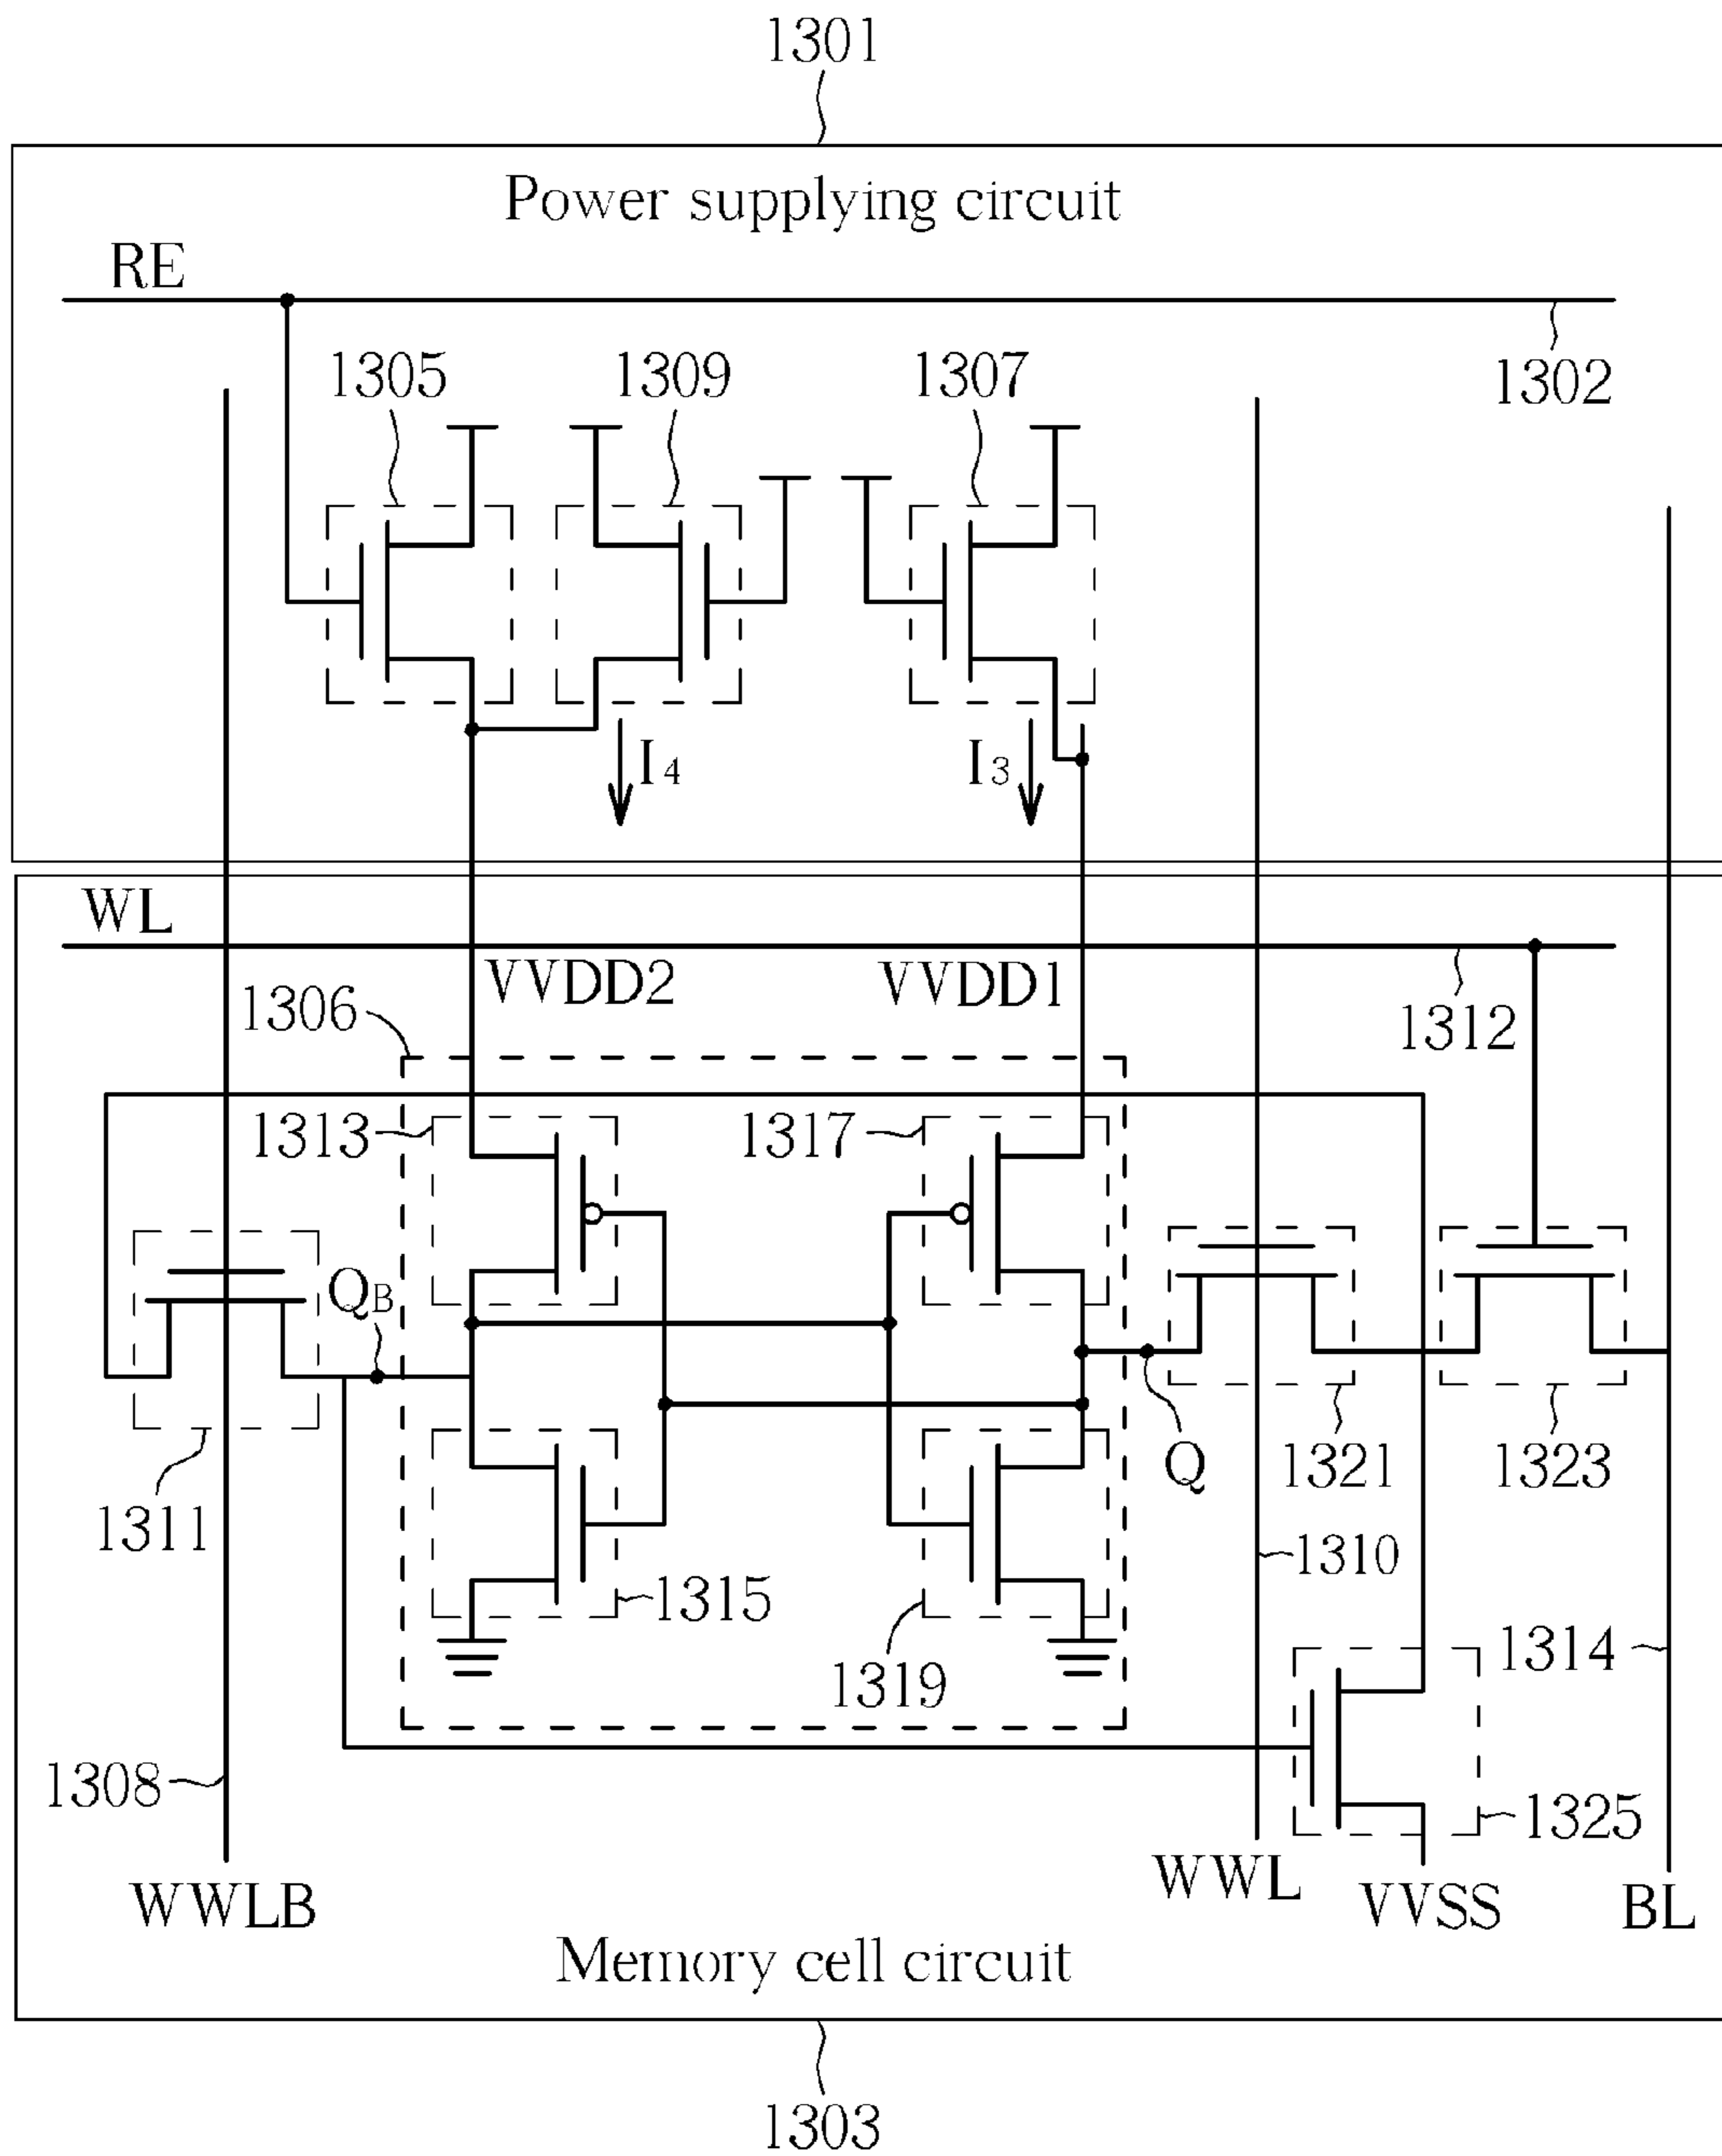 1301
Power supplying circuit
RE
1302
1305
1309
1307
I4
I3
WL
VVDD2
VVDD1
1312
1306
1313
1317
QB
Q
1321
1323
1311
1315
1310
1319
1314
1308
1325
WWLB
WWL
VVSS
BL
Memory cell circuit
1303